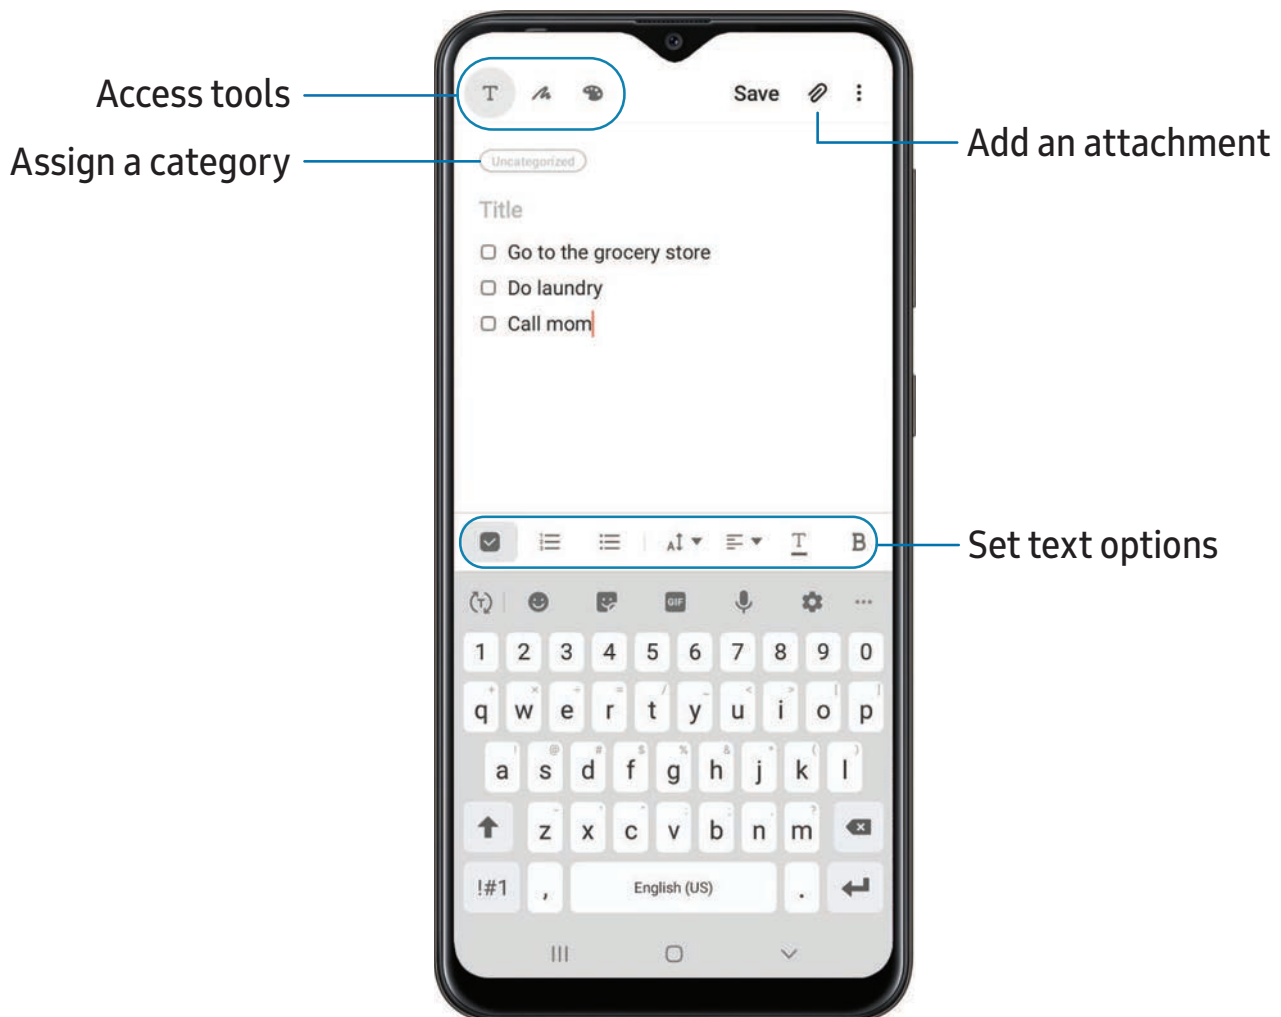 Access tools
Assign a category
Add an attachment
Set text options
T
Save
Uncategorized
Title
Go to the grocery store
Do laundry
Call mom
T B
GIF
1 2 3 4 5 6 7 8 9 0
q w e r t y u i o p
a s d f g h j k l
z x c v b n m
!#1 , English (US) .